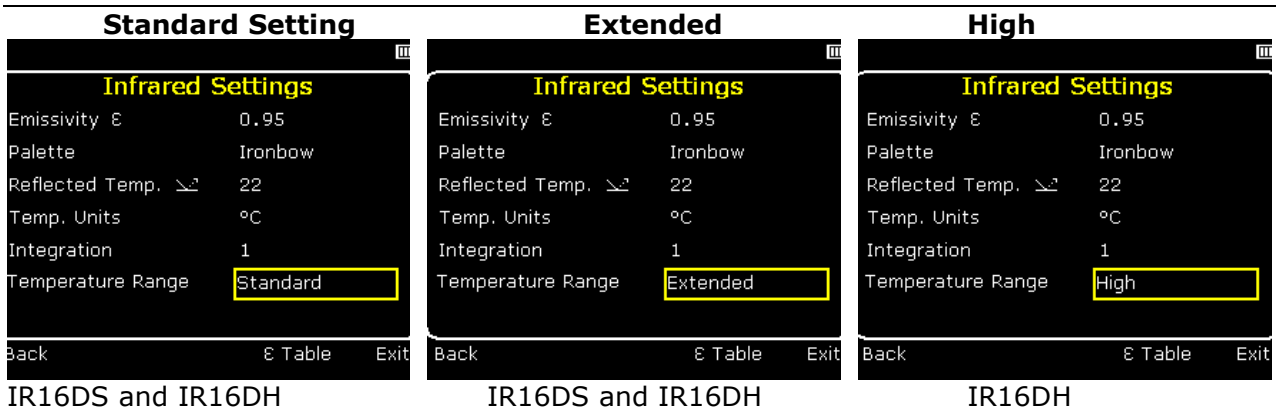 Standard Setting
Infrared Settings
Emissivity ε 0.95
Palette Ironbow
Reflected Temp. 22
Temp. Units °C
Integration 1
Temperature Range Standard
Back ε Table Exit
IR16DS and IR16DH
Extended
Infrared Settings
Emissivity ε 0.95
Palette Ironbow
Reflected Temp. 22
Temp. Units °C
Integration 1
Temperature Range Extended
Back ε Table Exit
IR16DS and IR16DH
High
Infrared Settings
Emissivity ε 0.95
Palette Ironbow
Reflected Temp. 22
Temp. Units °C
Integration 1
Temperature Range High
Back ε Table Exit
IR16DH